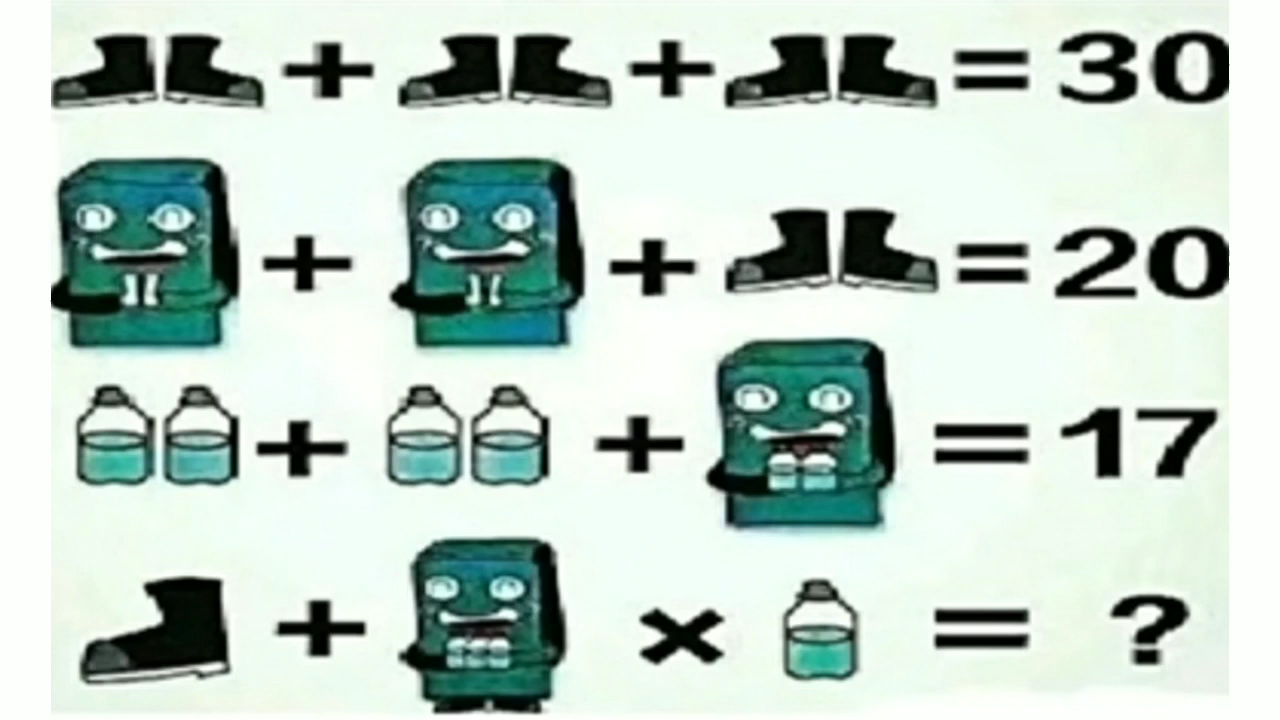 + + = 30
+ + = 20
+ + = 17
+ × = ?